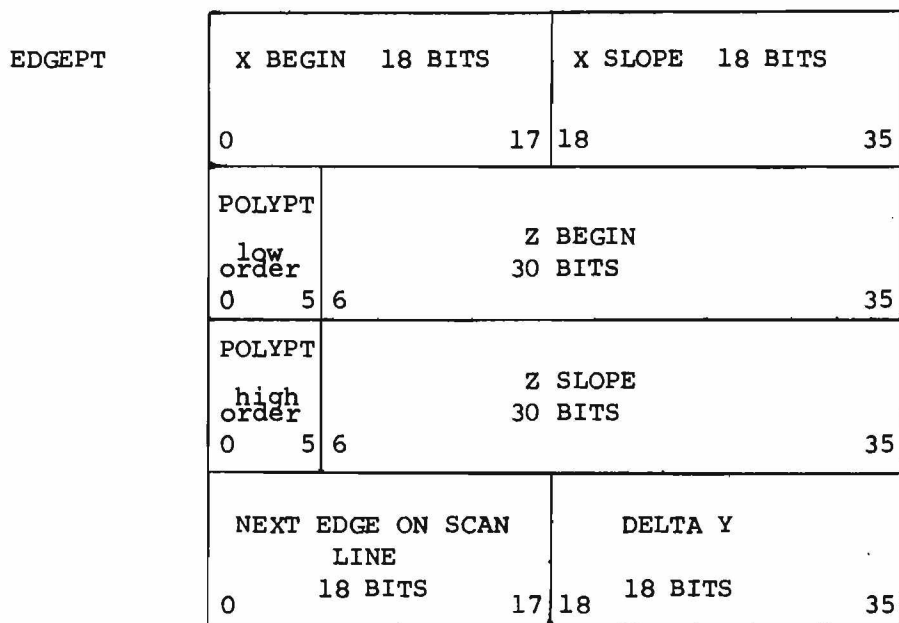 EDGEPT
X BEGIN 18 BITS
X SLOPE 18 BITS
0 17 18 35
POLYPT
low
order
Z BEGIN
30 BITS
0 5 6 35
POLYPT
high
order
Z SLOPE
30 BITS
0 5 6 35
NEXT EDGE ON SCAN
LINE
18 BITS
DELTA Y
18 BITS
0 17 18 35